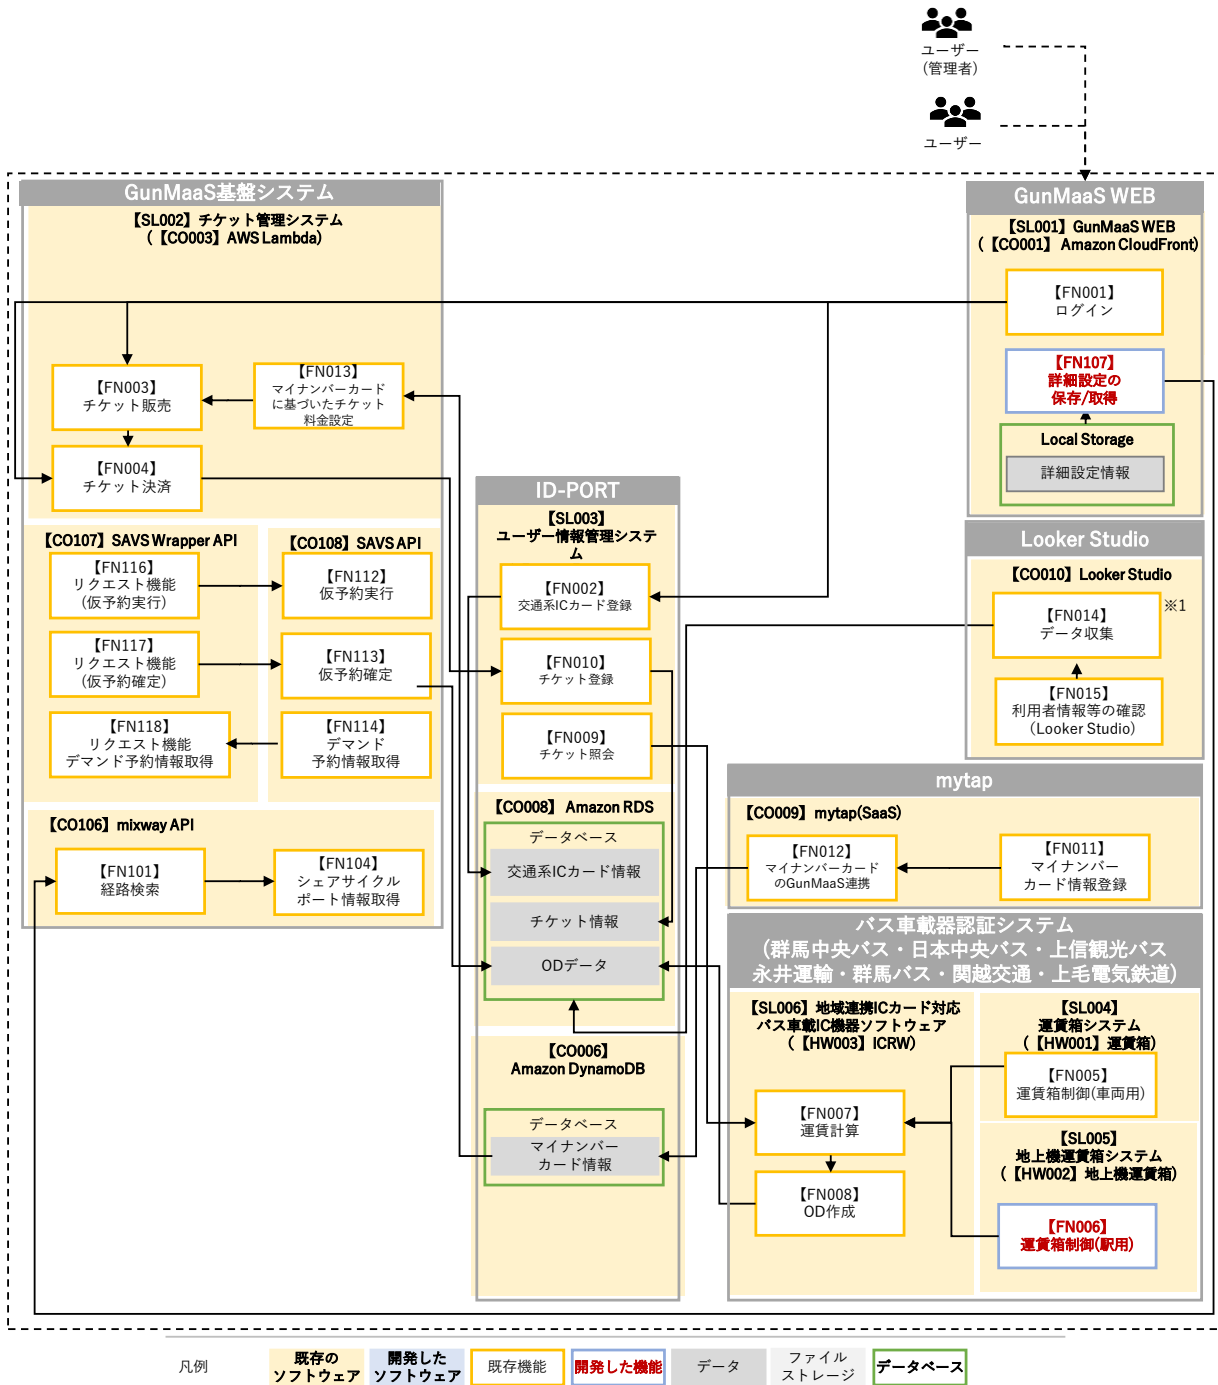 ユーザー
(管理者)
ユーザー
GunMaaS基盤システム
【SL002】チケット管理システム
(【CO003】AWS Lambda)
【FN003】
チケット販売
【FN013】
マイナンバーカード
に基づいたチケット
料金設定
【FN004】
チケット決済
【CO107】SAVS Wrapper API
【FN116】
リクエスト機能
(仮予約実行)
【FN117】
リクエスト機能
(仮予約確定)
【FN118】
リクエスト機能
デマンド予約情報取得
【CO108】SAVS API
【FN112】
仮予約実行
【FN113】
仮予約確定
【FN114】
デマンド
予約情報取得
【CO106】mixway API
【FN101】
経路検索
【FN104】
シェアサイクル
ポート情報取得
ID-PORT
【SL003】
ユーザー情報管理システ
ム
【FN002】
交通系ICカード登録
【FN010】
チケット登録
【FN009】
チケット照会
【CO008】Amazon RDS
データベース
交通系ICカード情報
チケット情報
ODデータ
【CO006】
Amazon DynamoDB
データベース
マイナンバー
カード情報
GunMaaS WEB
【SL001】GunMaaS WEB
(【CO001】Amazon CloudFront)
【FN001】
ログイン
【FN107】
詳細設定の
保存/取得
Local Storage
詳細設定情報
Looker Studio
【CO010】Looker Studio
【FN014】
データ収集
※1
【FN015】
利用者情報等の確認
(Looker Studio)
mytap
【CO009】mytap(SaaS)
【FN012】
マイナンバーカード
のGunMaaS連携
【FN011】
マイナンバー
カード情報登録
バス車載器認証システム
(群馬中央バス・日本中央バス・上信観光バス
永井運輸・群馬バス・関越交通・上毛電気鉄道)
【SL006】地域連携ICカード対応
バス車載IC機器ソフトウェア
(【HW003】ICRW)
【FN007】
運賃計算
【FN008】
OD作成
【SL004】
運賃箱システム
(【HW001】運賃箱)
【FN005】
運賃箱制御(車両用)
【SL005】
地上機運賃箱システム
(【HW002】地上機運賃箱)
【FN006】
運賃箱制御(駅用)
凡例
既存の
ソフトウェア
開発した
ソフトウェア
既存機能
開発した機能
データ
ファイル
ストレージ
データベース